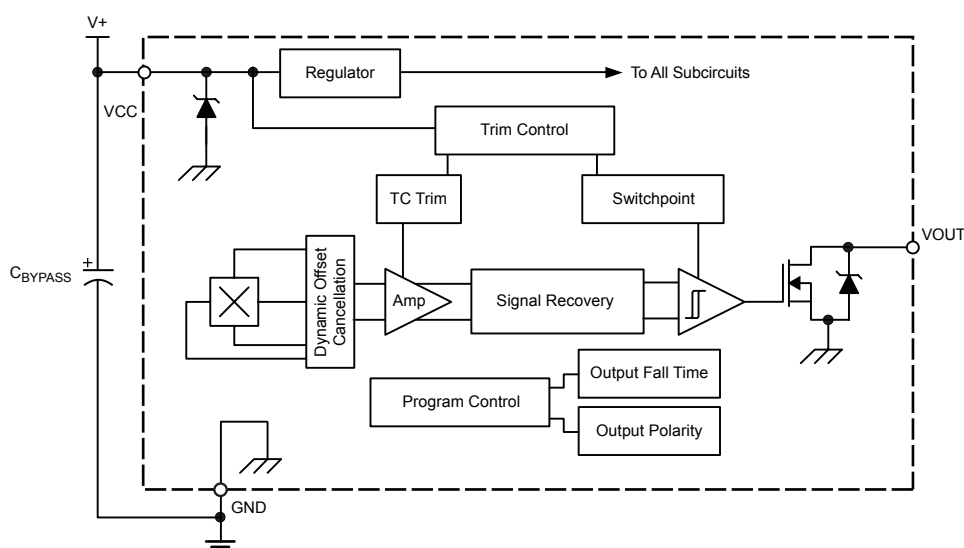 V+
VCC
Regulator
To All Subcircuits
Trim Control
TC Trim
Switchpoint
VOUT
+
CBYPASS
Dynamic Offset
Cancellation
Amp
Signal Recovery
Program Control
Output Fall Time
Output Polarity
GND